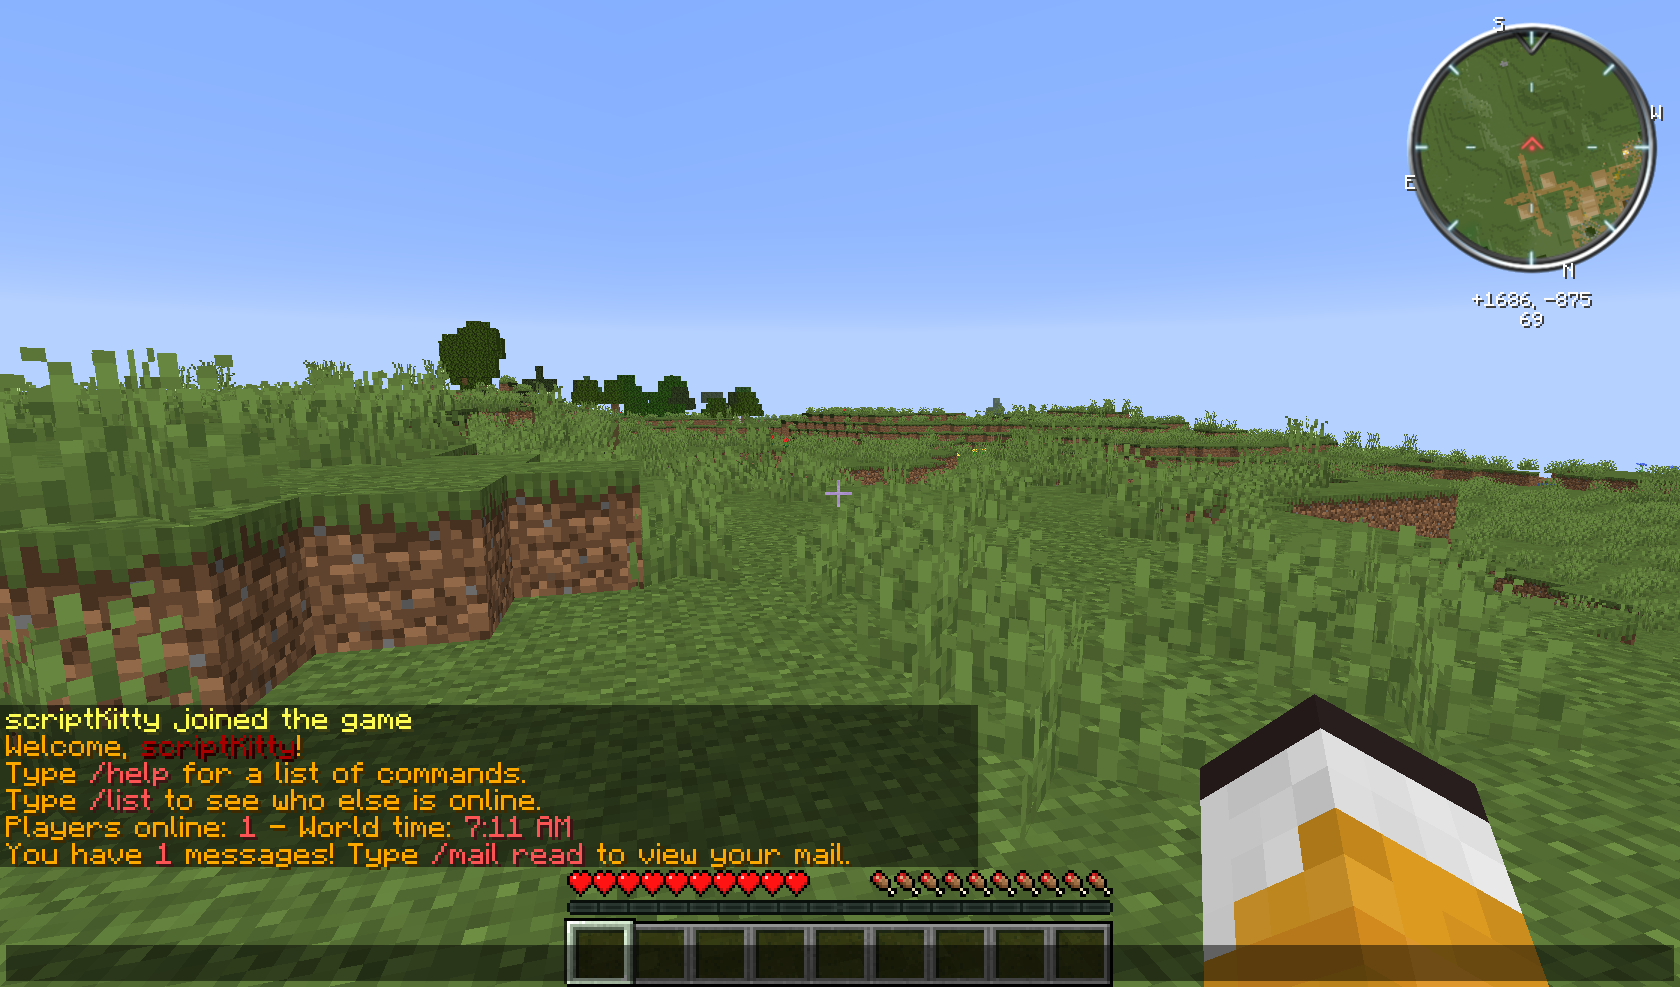 S
W
E
N
+1686, -875
69
scriptKitty joined the game
Welcome, scriptKitty!
Type /help for a list of commands.
Type /list to see who else is online.
Players online: 1 - World time: 7:11 AM
You have 1 messages! Type /mail read to view your mail.